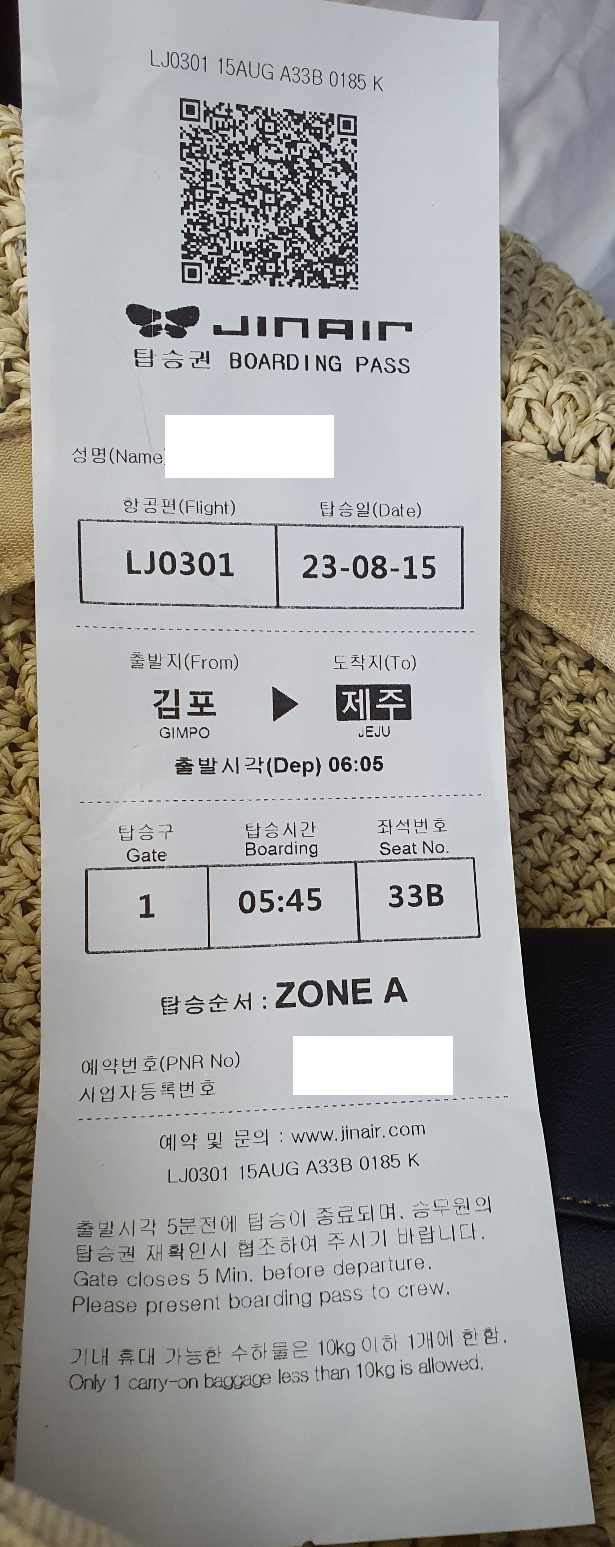 LJ0301 15AUG A33B 0185 K
JINAIR
탑승권 BOARDING PASS
성명(Name)
항공편(Flight) 탑승일(Date)
LJ0301 23-08-15
출발지(From) 도착지(To)
김포 ▶ 제주
GIMPO JEJU
출발시각(Dep) 06:05
탑승구 탑승시간 좌석번호
Gate Boarding Seat No.
1 05:45 33B
탑승순서 : ZONE A
예약번호(PNR No)
사업자등록번호
예약 및 문의 : www.jinair.com
LJ0301 15AUG A33B 0185 K
출발시각 5분전에 탑승이 종료되며, 승무원의
탑승권 재확인시 협조하여 주시기 바랍니다.
Gate closes 5 Min. before departure.
Please present boarding pass to crew.
기내 휴대 가능한 수하물은 10kg 이하 1개에 한함.
Only 1 carry-on baggage less than 10kg is allowed.